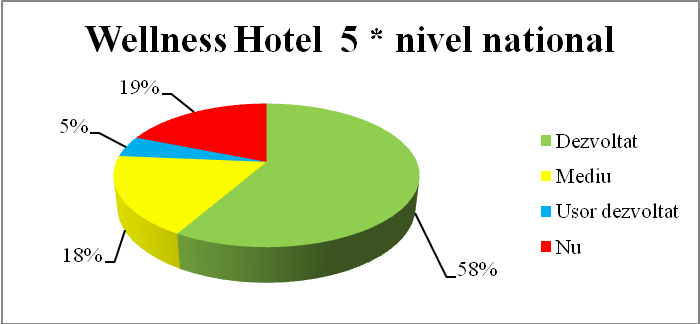 Wellness Hotel 5 * nivel national
19%
5%
18%
58%
Dezvoltat
Mediu
Usor dezvoltat
Nu